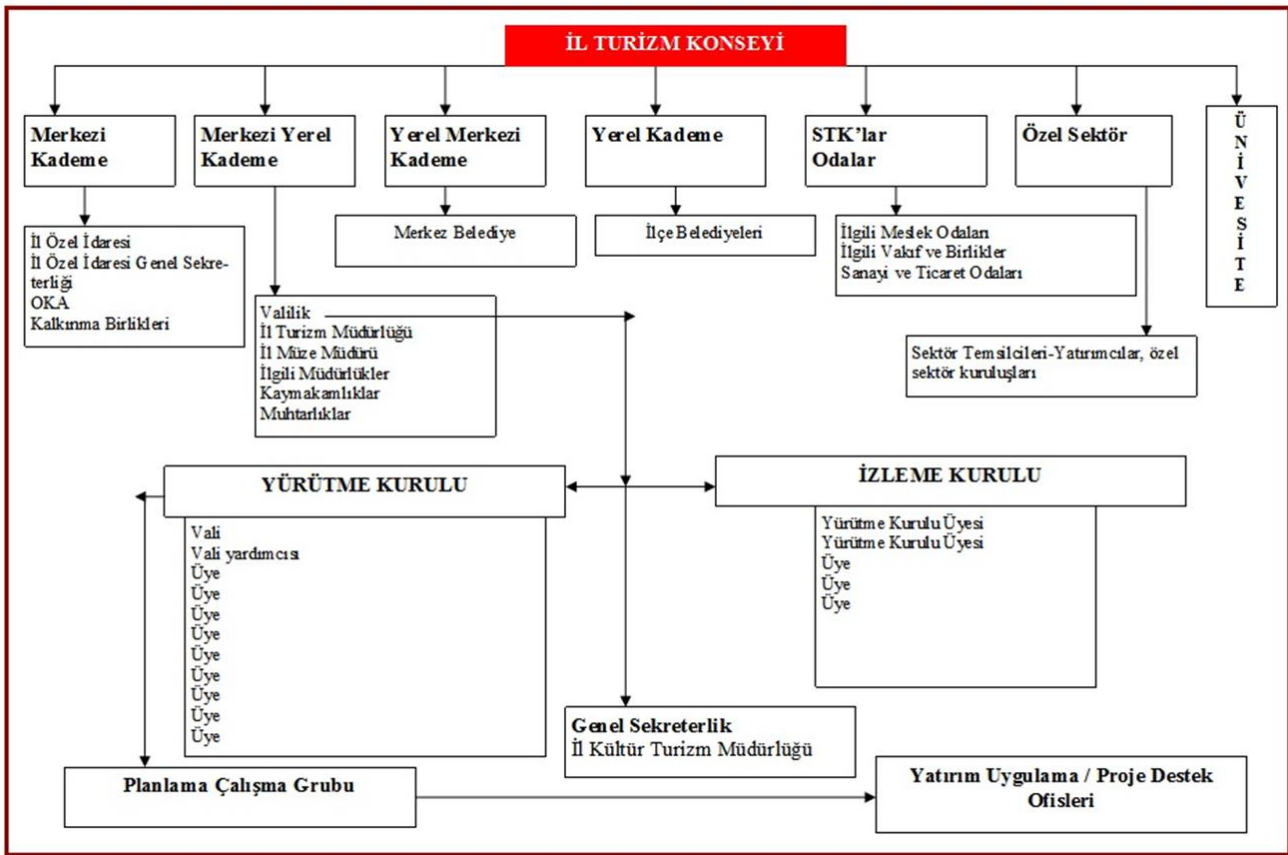 İL TURİZM KONSEYİ
Merkezi
Kademe
Merkezi Yerel
Kademe
Yerel Merkezi
Kademe
Yerel Kademe
STK'lar
Odalar
Özel Sektör
ÜNİVESİTE
İl Özel İdaresi
İl Özel İdaresi Genel Sekre-
terliği
OKA
Kalkınma Birlikleri
Valilik
İl Turizm Müdürlüğü
İl Müze Müdürü
İlgili Müdürlükler
Kaymakamlıklar
Muhtarlıklar
Merkez Belediye
İlçe Belediyeleri
İlgili Meslek Odaları
İlgili Vakıf ve Birlikler
Sanayi ve Ticaret Odaları
Sektör Temsilcileri-Yatırımcılar, özel
sektör kuruluşları
YÜRÜTME KURULU
Vali
Vali yardımcısı
Üye
Üye
Üye
Üye
Üye
Üye
Üye
Üye
Üye
İZLEME KURULU
Yürütme Kurulu Üyesi
Yürütme Kurulu Üyesi
Üye
Üye
Üye
Genel Sekreterlik
İl Kültür Turizm Müdürlüğü
Planlama Çalışma Grubu
Yatırım Uygulama / Proje Destek
Ofisleri